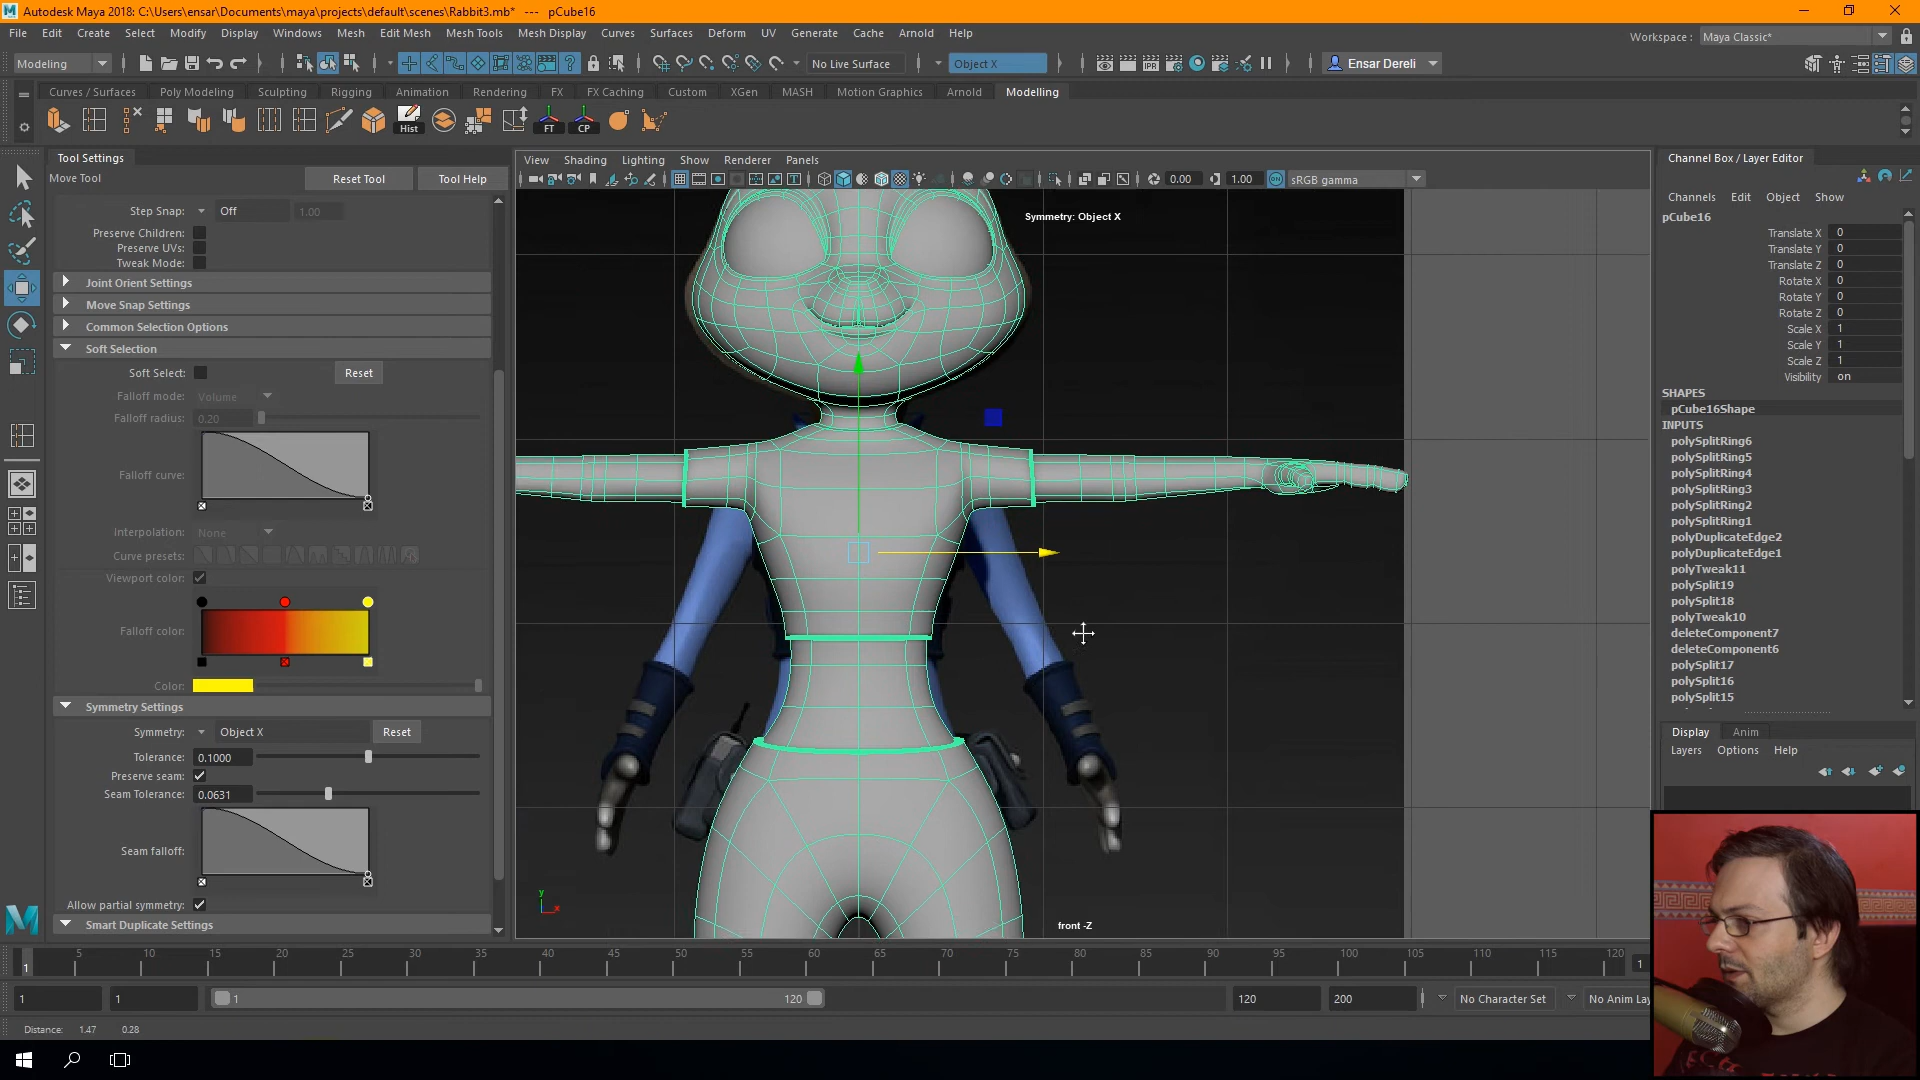 Autodesk Maya 2018: C:\Users\ensar\Documents\maya\projects\default\scenes\Rabbit3.mb* --- pCube16
File Edit Create Select Modify Display Windows Mesh Edit Mesh Mesh Tools Mesh Display Curves Surfaces Deform UV Generate Cache Arnold Help
Workspace : Maya Classic*
Modeling
No Live Surface
Object X
Ensar Dereli
Curves / Surfaces Poly Modeling Sculpting Rigging Animation Rendering FX FX Caching Custom XGen MASH Motion Graphics Arnold Modelling
IPR
Hist FT CP
Tool Settings
Move Tool
Reset Tool
Tool Help
Step Snap: Off 1.00
Preserve Children:
Preserve UVs:
Tweak Mode:
Joint Orient Settings
Move Snap Settings
Common Selection Options
Soft Selection
Soft Select: Reset
Falloff mode: Volume
Falloff radius: 0.20
Falloff curve:
Interpolation: None
Curve presets:
Viewport color:
Falloff color:
Color:
Symmetry Settings
Symmetry: Object X Reset
Tolerance: 0.1000
Preserve seam:
Seam Tolerance: 0.0631
Seam falloff:
Allow partial symmetry:
Smart Duplicate Settings
View Shading Lighting Show Renderer Panels
0.00 1.00 ON sRGB gamma
Symmetry: Object X
front -Z
y
x
Channel Box / Layer Editor
Channels Edit Object Show
pCube16
Translate X 0
Translate Y 0
Translate Z 0
Rotate X 0
Rotate Y 0
Rotate Z 0
Scale X 1
Scale Y 1
Scale Z 1
Visibility on
SHAPES
pCube16Shape
INPUTS
polySplitRing6
polySplitRing5
polySplitRing4
polySplitRing3
polySplitRing2
polySplitRing1
polyDuplicateEdge2
polyDuplicateEdge1
polyTweak11
polySplit19
polySplit18
polyTweak10
deleteComponent7
deleteComponent6
polySplit17
polySplit16
polySplit15
Display Anim
Layers Options Help
1 5 10 15 20 25 30 35 40 45 50 55 60 65 70 75 80 85 90 95 100 105 110 115 120 1
1 1 1 120 120 200 No Character Set No Anim Lay
Distance: 1.47 0.28